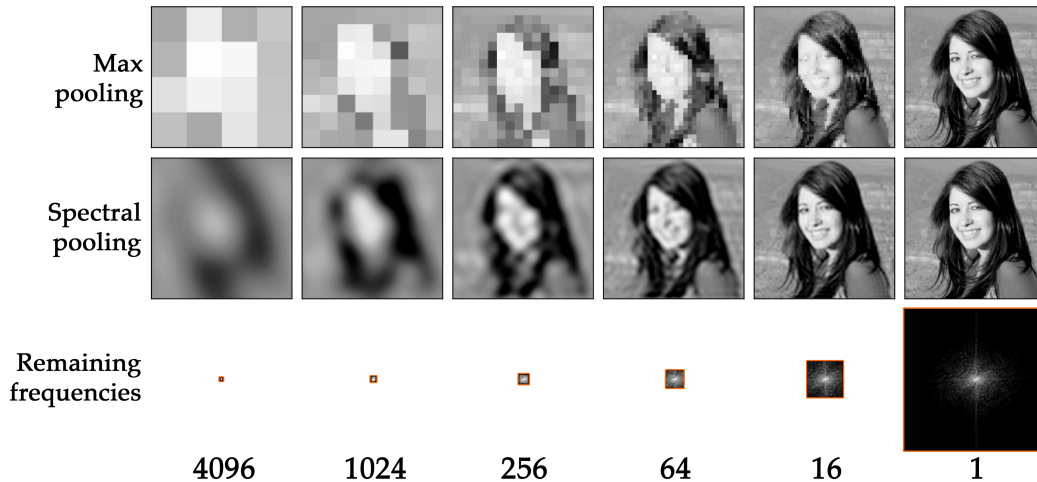 Max
pooling
Spectral
pooling
Remaining
frequencies
4096 1024 256 64 16 1